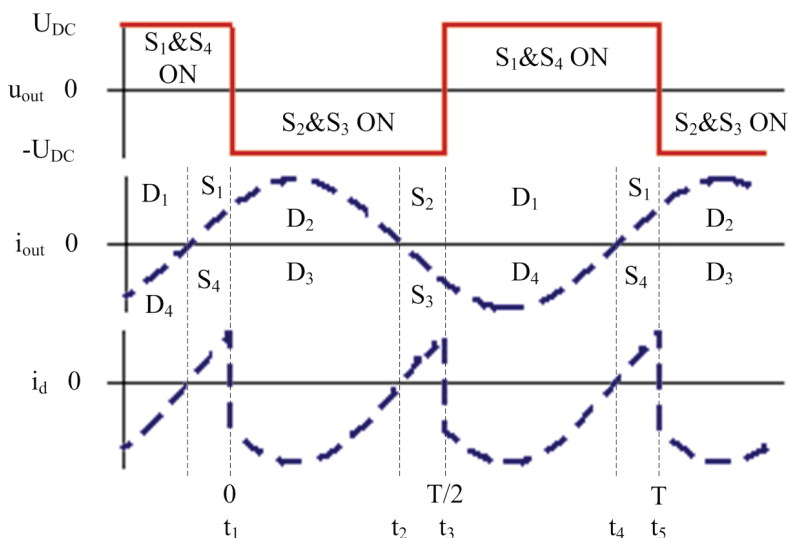 U_DC
S₁&S₄
ON
S₁&S₄ ON
u_out 0
S₂&S₃ ON
S₂&S₃ ON
-U_DC
D₁ S₁ S₂ D₁ S₁
D₂ D₂
i_out 0
D₃ D₃
S₄ S₃ D₄ S₄
D₄
i_d 0
0 T/2 T
t₁ t₂ t₃ t₄ t₅